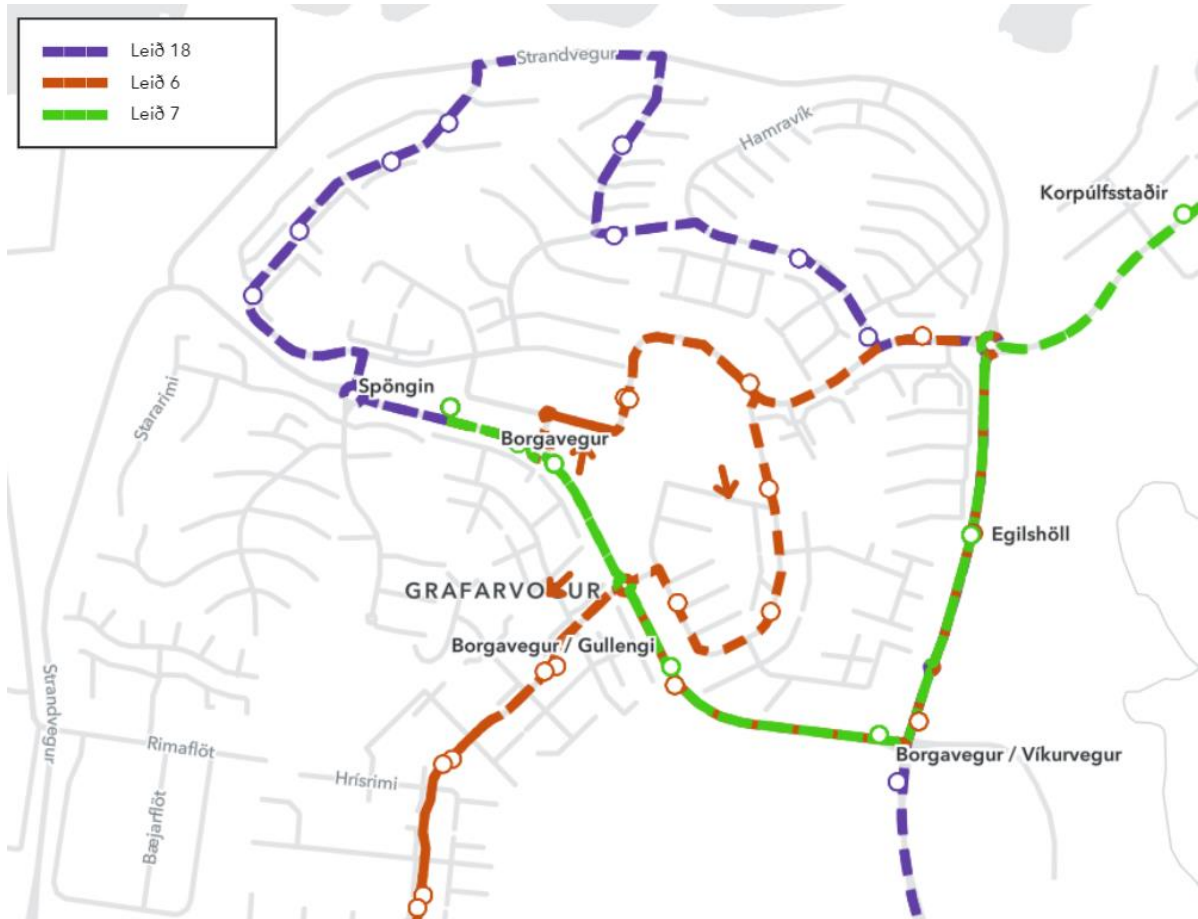 Leið 18
Leið 6
Leið 7
Strandvegur
Hamravík
Korpúlfsstaðir
Spöngin
Stararimi
Borgavegur
Egilshöll
GRAFARVOGUR
Borgavegur / Gullengi
Strandvegur
Rimaflöt
Borgavegur / Víkurvegur
Hrísrimi
Bæjarflöt